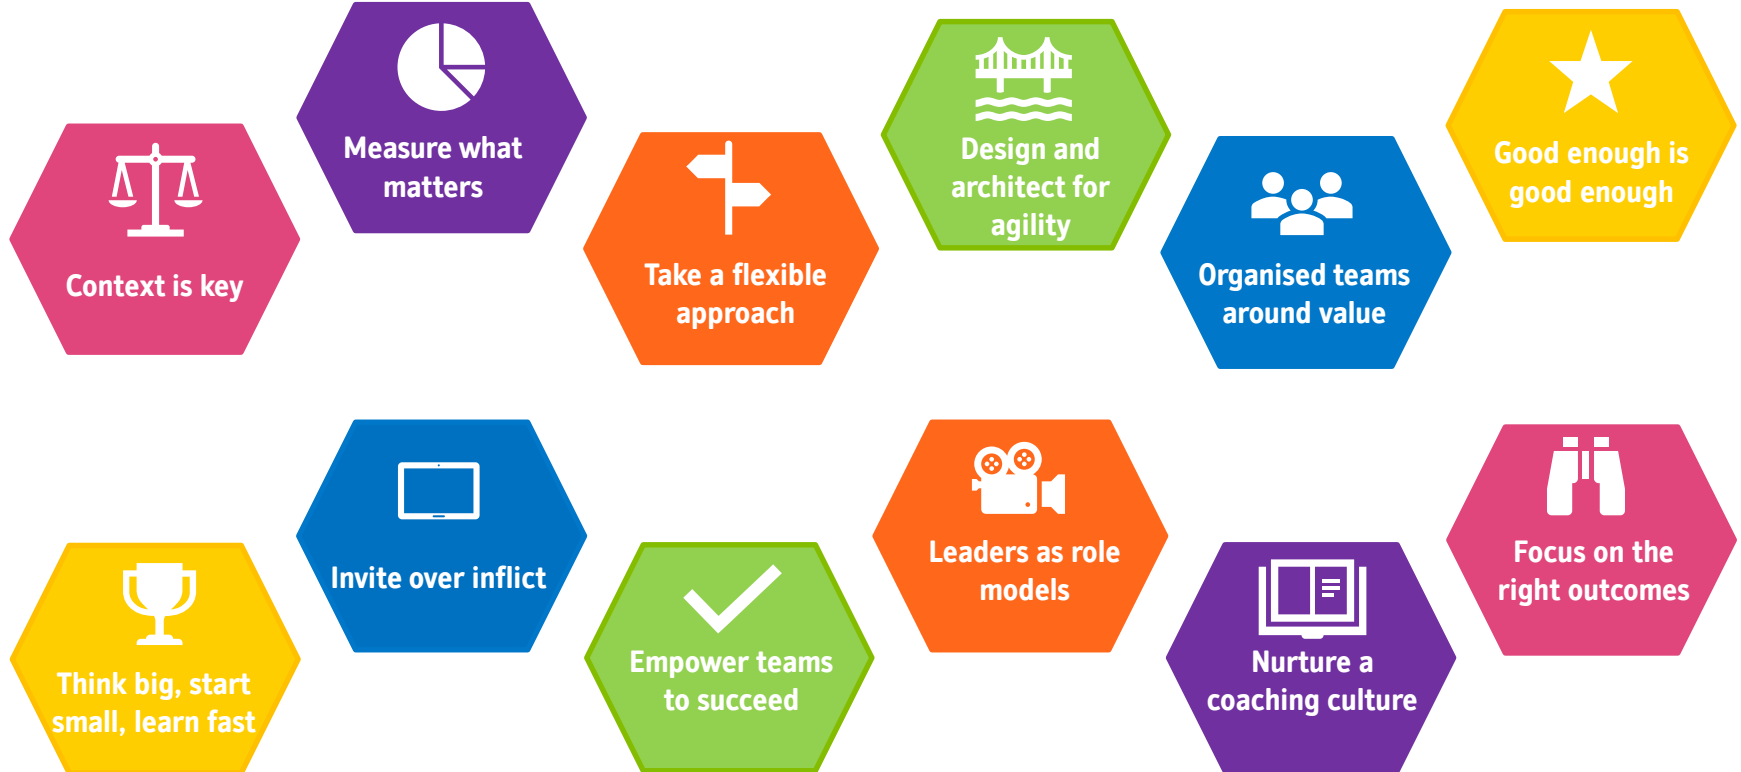 Context is key
Measure what
matters
Take a flexible
approach
Design and
architect for
agility
Organised teams
around value
Good enough is
good enough
Think big, start
small, learn fast
Invite over inflict
Empower teams
to succeed
Leaders as role
models
Nurture a
coaching culture
Focus on the
right outcomes